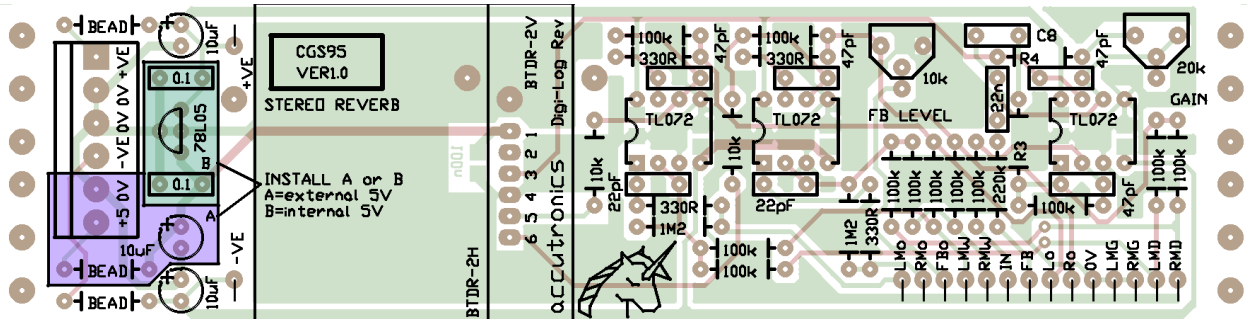 BEAD
10uF
+VE
CGS95
VER1.0
STEREO REVERB
-VE 0V 0V +VE
0.1
78L05
B
0.1
+5 0V
A
INSTALL A or B
A=external 5V
B=internal 5V
10uF
-VE
BEAD
BEAD
10uF
BTDR-2V
BTDR-2H
Digi-Log Rev
accutronics
1
2
3
4
5
6
100n
100k
330R
47pF
TL072
10k
22pF
330R
1M2
100k
100k
10k
100k
330R
47pF
TL072
22pF
1M2
330R
10k
FB LEVEL
C8
R4
22n
R3
47pF
20k
GAIN
TL072
100k
100k
100k
100k
100k
220k
100k
47pF
100k
100k
LMo
RMo
FBo
LMW
RMW
IN
FB
Lo
Ro
0V
LMG
RMG
LMD
RMD